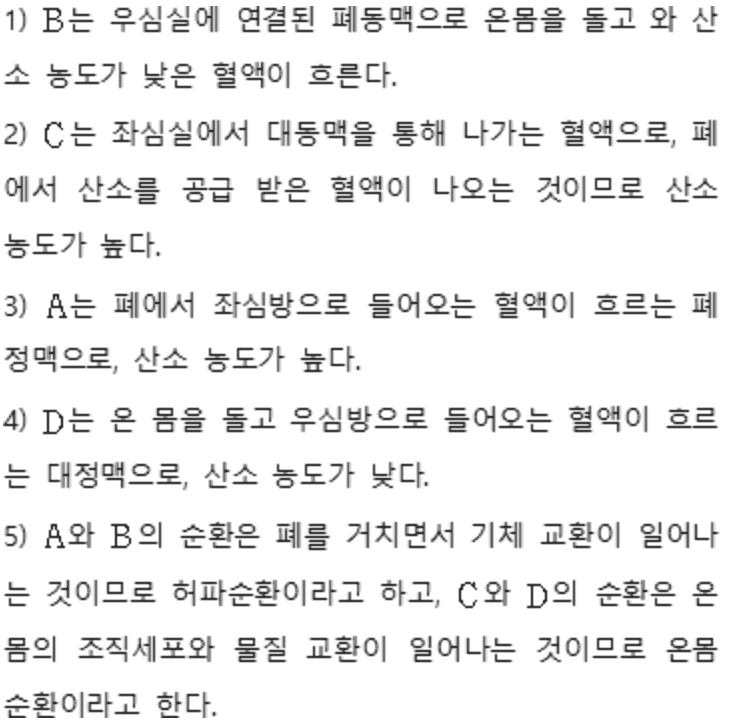 1) B는 우심실에 연결된 폐동맥으로 온몸을 돌고 와 산
소 농도가 낮은 혈액이 흐른다.
2) C는 좌심실에서 대동맥을 통해 나가는 혈액으로, 폐
에서 산소를 공급 받은 혈액이 나오는 것이므로 산소
농도가 높다.
3) A는 폐에서 좌심방으로 들어오는 혈액이 흐르는 폐
정맥으로, 산소 농도가 높다.
4) D는 온 몸을 돌고 우심방으로 들어오는 혈액이 흐르
는 대정맥으로, 산소 농도가 낮다.
5) A와 B의 순환은 폐를 거치면서 기체 교환이 일어나
는 것이므로 허파순환이라고 하고, C와 D의 순환은 온
몸의 조직세포와 물질 교환이 일어나는 것이므로 온몸
순환이라고 한다.